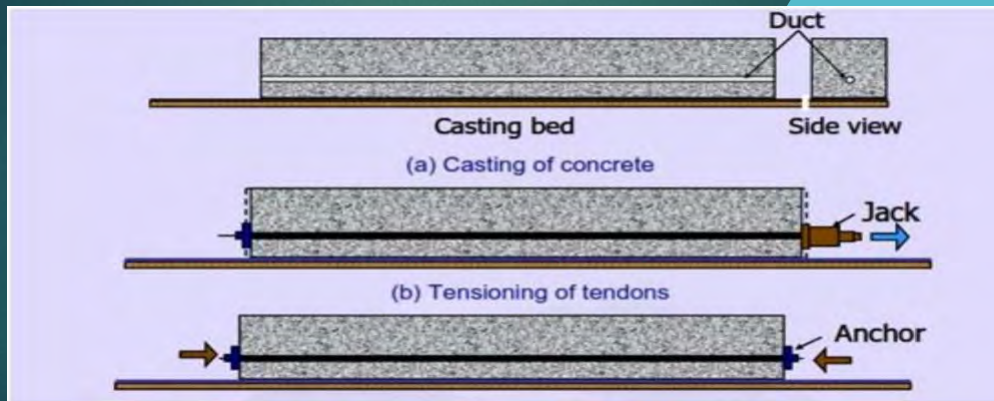 Duct
Casting bed
Side view
(a) Casting of concrete
Jack
(b) Tensioning of tendons
Anchor